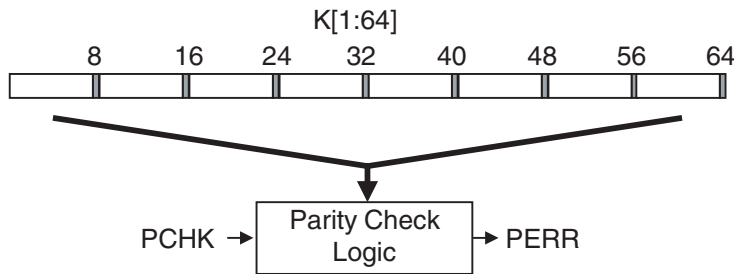 K[1:64]
8 16 24 32 40 48 56 64
PCHK
Parity Check
Logic
PERR